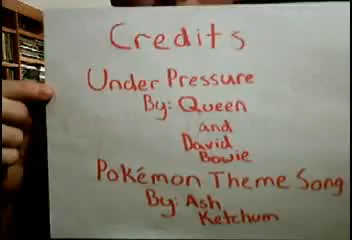 Credits
Under Pressure
By: Queen
and
David
Bowie
Pokémon Theme Song
By: Ash
Ketchum